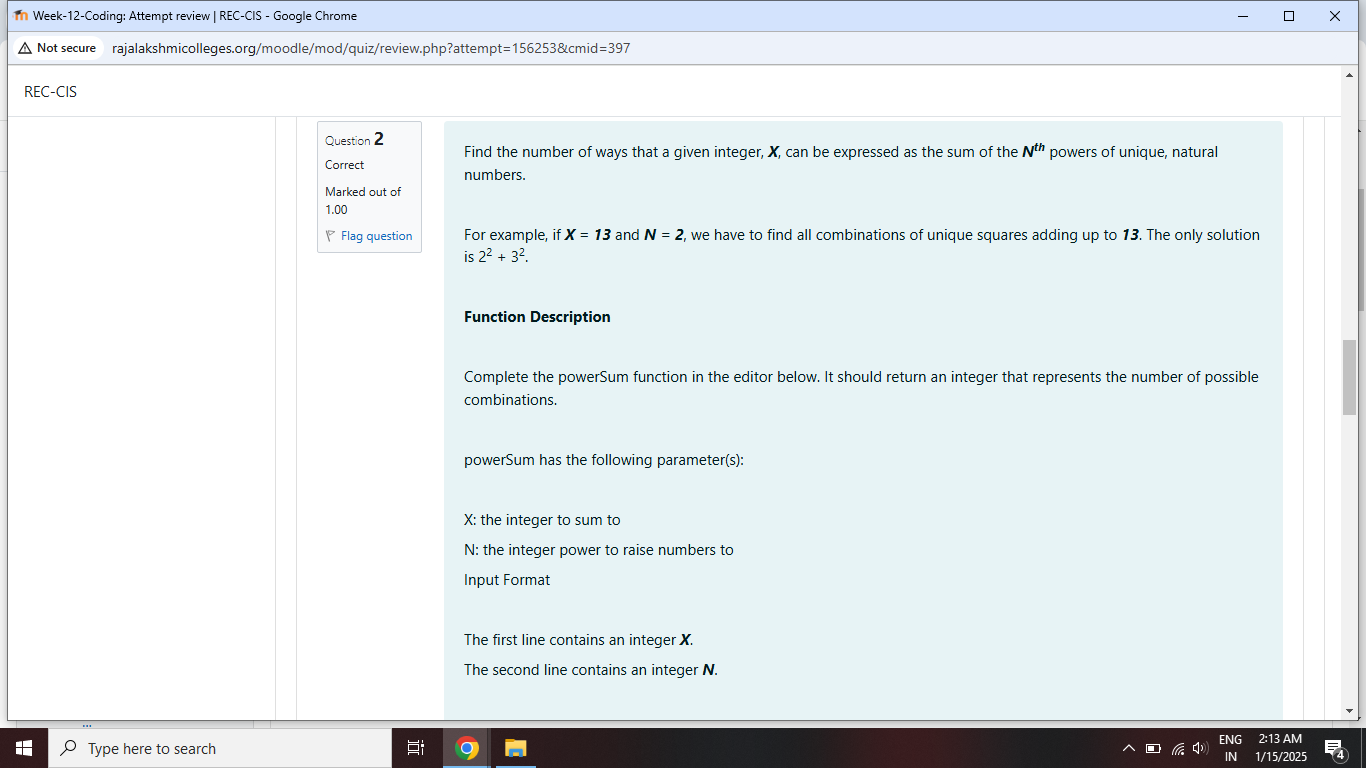 Week-12-Coding: Attempt review | REC-CIS - Google Chrome
Not secure rajalakshmicolleges.org/moodle/mod/quiz/review.php?attempt=156253&cmid=397
REC-CIS
Question 2
Correct
Marked out of
1.00
Flag question
Find the number of ways that a given integer, X, can be expressed as the sum of the Nth powers of unique, natural
numbers.
For example, if X = 13 and N = 2, we have to find all combinations of unique squares adding up to 13. The only solution
is 2² + 3².
Function Description
Complete the powerSum function in the editor below. It should return an integer that represents the number of possible
combinations.
powerSum has the following parameter(s):
X: the integer to sum to
N: the integer power to raise numbers to
Input Format
The first line contains an integer X.
The second line contains an integer N.
...
Type here to search
ENG
IN
2:13 AM
1/15/2025
4